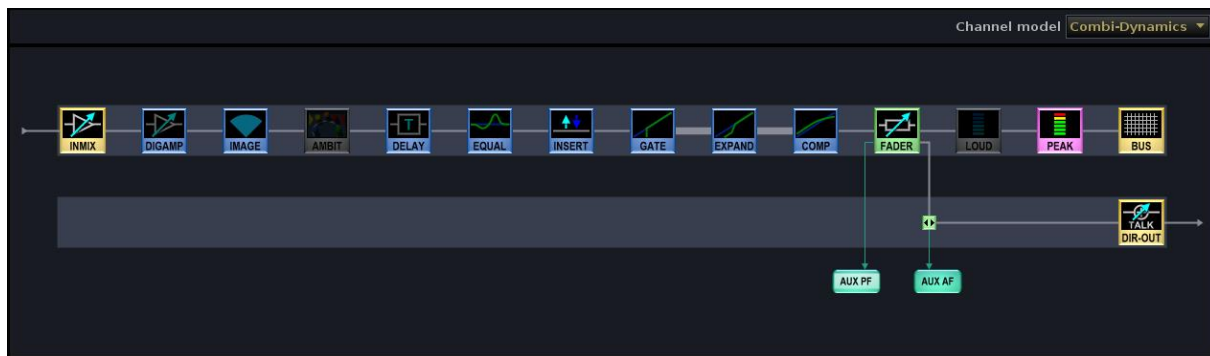 Channel model Combi-Dynamics
INMIX DIGAMP IMAGE AMBIT DELAY EQUAL INSERT GATE EXPAND COMP FADER LOUD PEAK BUS
T
TALK
DIR-OUT
AUX PF AUX AF